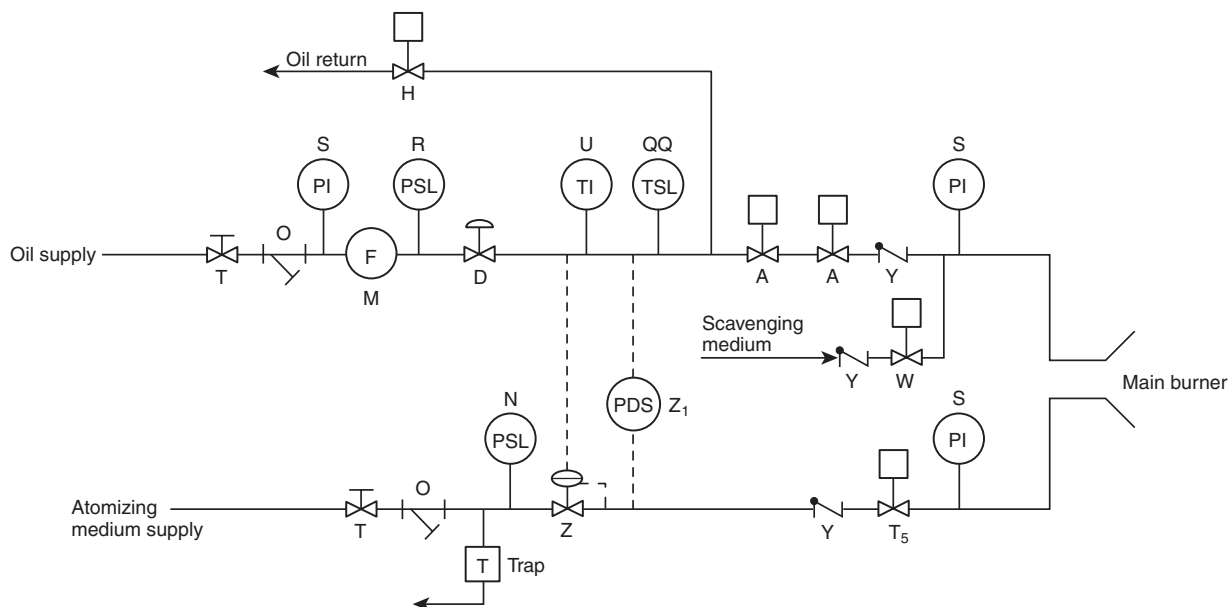 Oil return
H
S
R
U
QQ
S
PI
PSL
TI
TSL
PI
Oil supply
O
F
T
M
D
A
A
Y
Scavenging
medium
Y
W
Main burner
N
PDS
Z1
S
PSL
PI
Atomizing
medium supply
O
T
Z
Y
T5
T
Trap